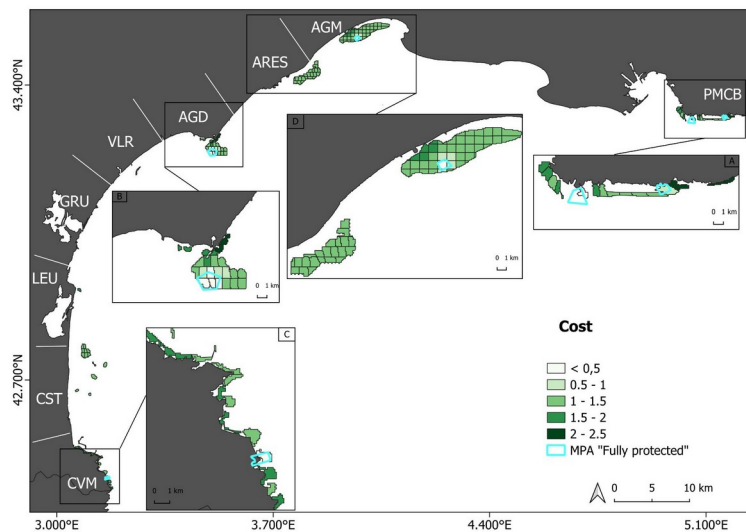 AGM
ARES
43.400°N
PMCB
AGD
VLR
D
A
0 1 km
GRU
B
0 1 km
0 1 km
LEU
C
Cost
< 0,5
0.5 - 1
1 - 1.5
1.5 - 2
2 - 2.5
MPA "Fully protected"
42.700°N
CST
CVM
0 1 km
0 5 10 km
3.000°E 3.700°E 4.400°E 5.100°E